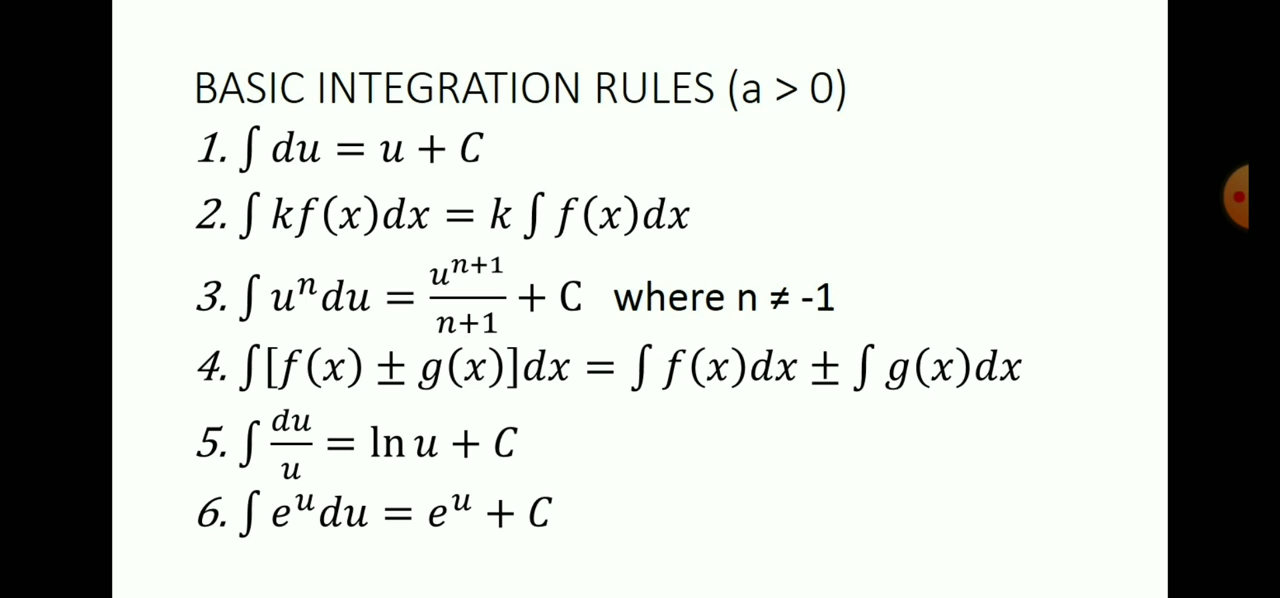 BASIC INTEGRATION RULES (a > 0)
1. ∫ du = u + C
2. ∫ kf(x)dx = k ∫ f(x)dx
3. ∫ uⁿdu = uⁿ⁺¹/n+1 + C where n ≠ -1
4. ∫[f(x) ± g(x)]dx = ∫ f(x)dx ± ∫ g(x)dx
5. ∫ du/u = ln u + C
6. ∫ eᵘdu = eᵘ + C